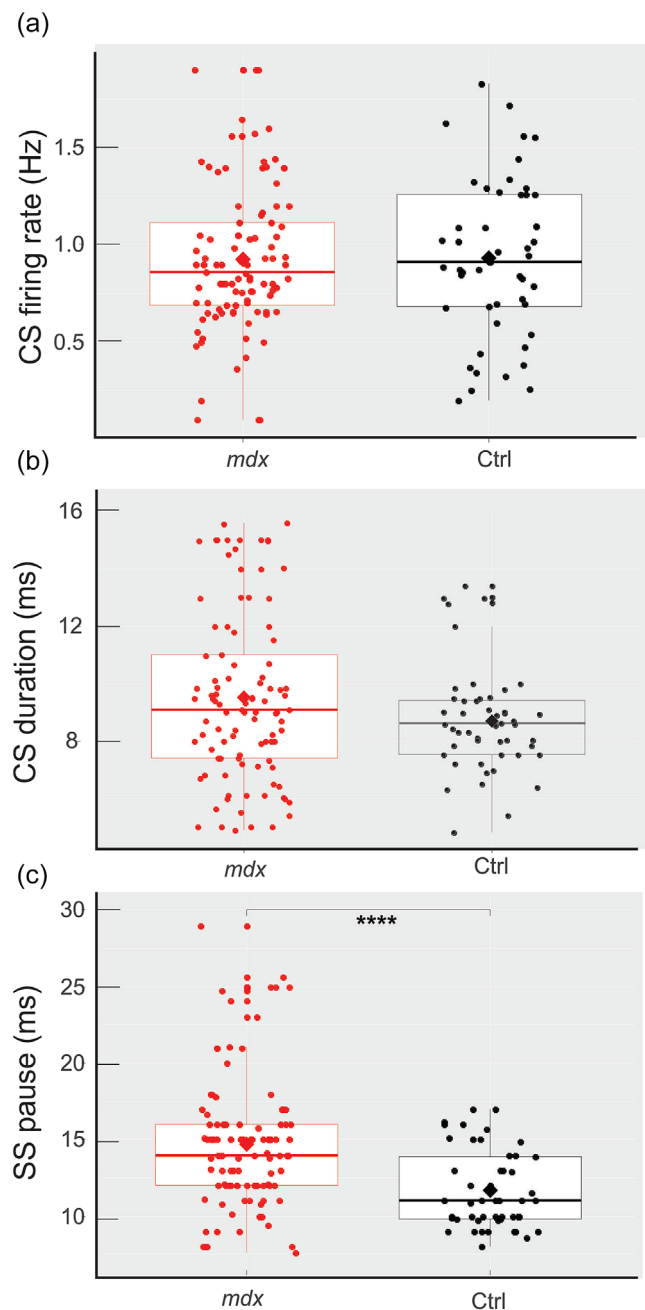 (a)
CS firing rate (Hz)
1.5
1.0
0.5
mdx
Ctrl
(b)
CS duration (ms)
16
12
8
mdx
Ctrl
(c)
SS pause (ms)
30
25
20
15
10
****
mdx
Ctrl